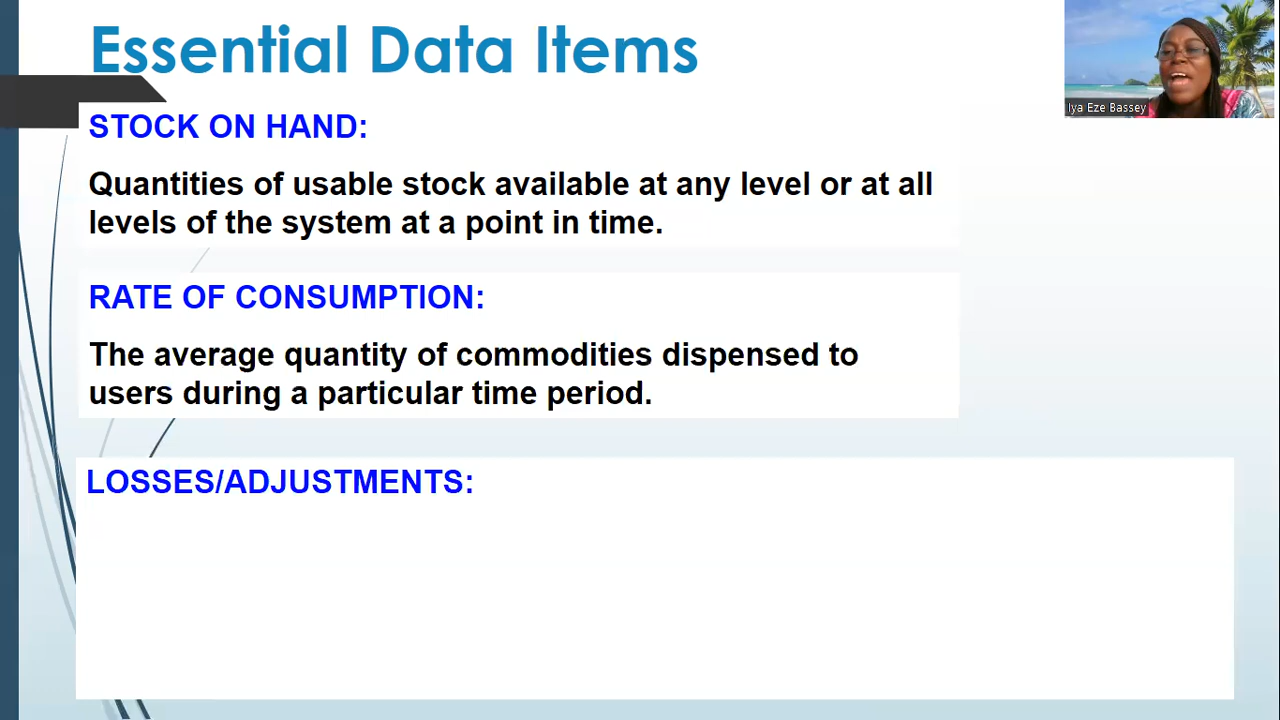 Essential Data Items
Iya Eze Bassey
STOCK ON HAND:
Quantities of usable stock available at any level or at all
levels of the system at a point in time.
RATE OF CONSUMPTION:
The average quantity of commodities dispensed to
users during a particular time period.
LOSSES/ADJUSTMENTS: